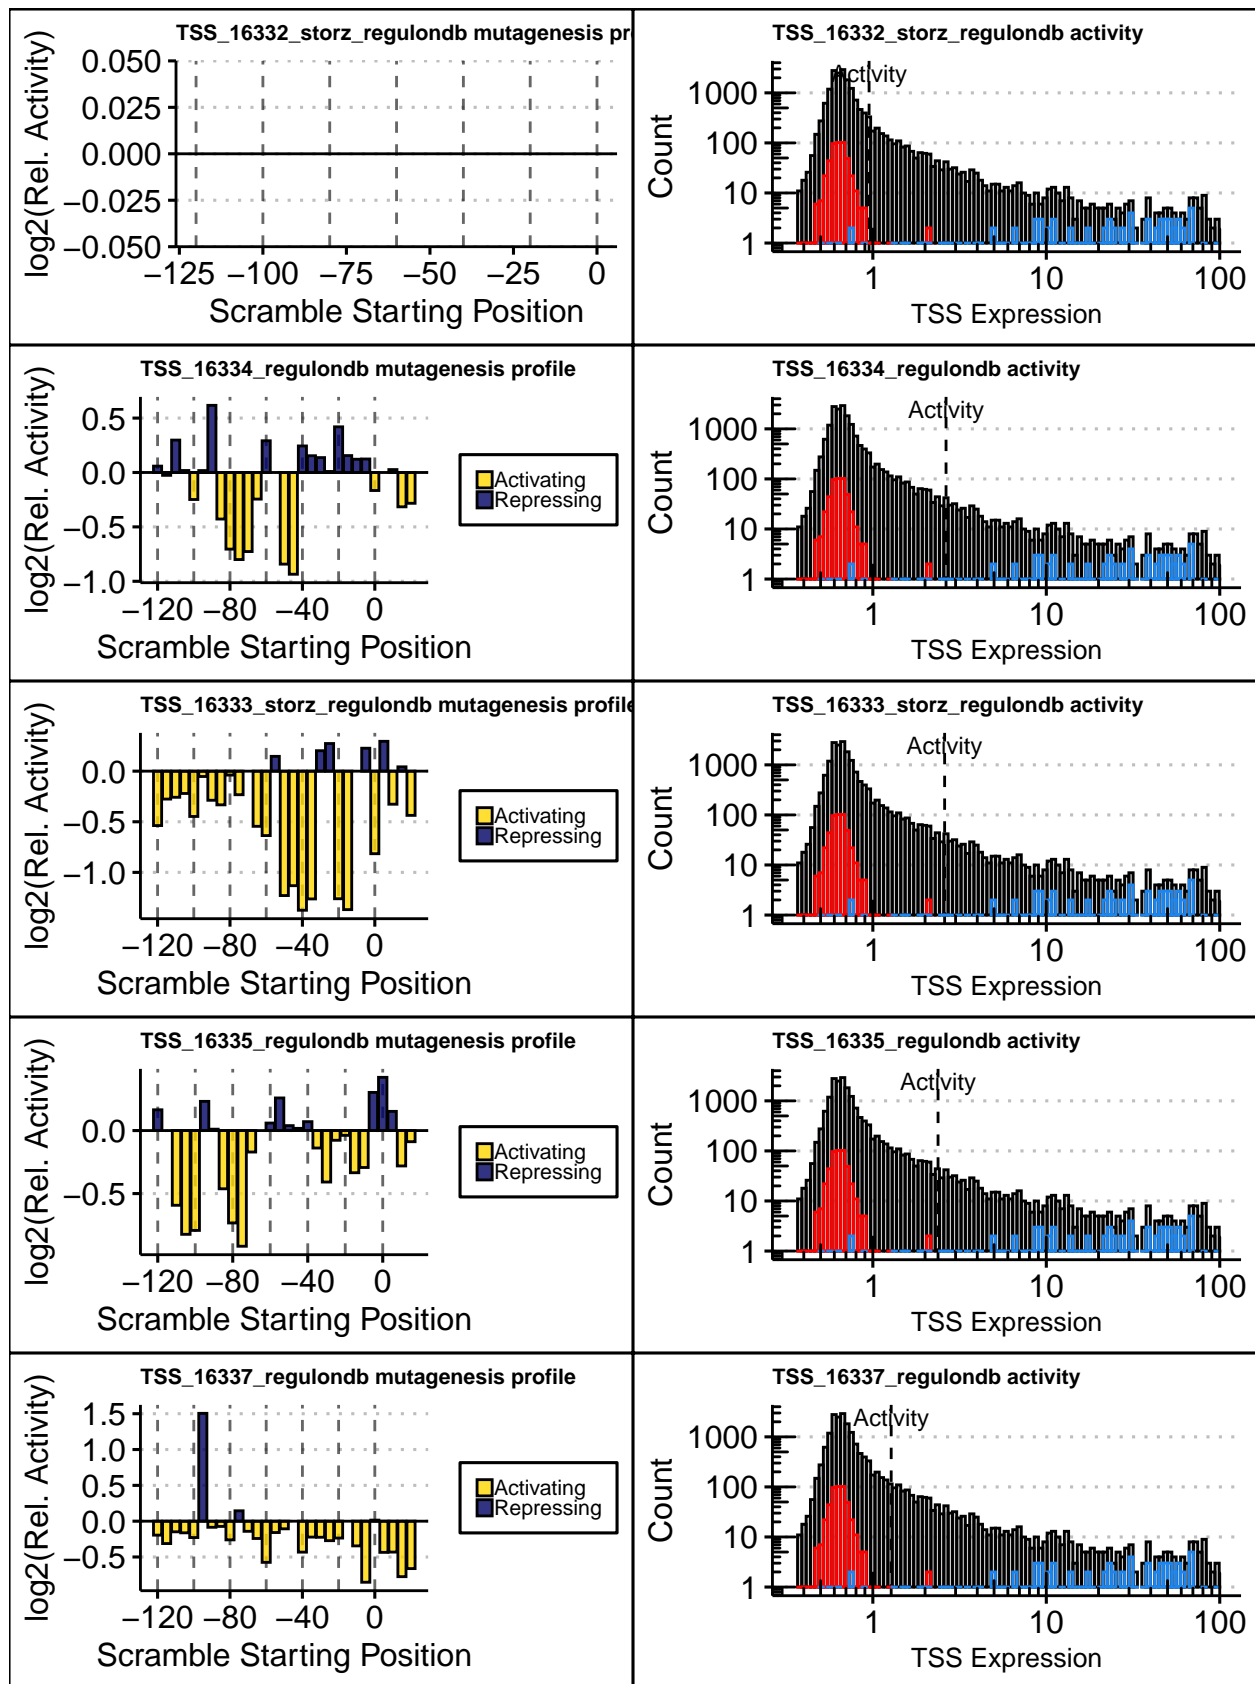 TSS_16332_storz_regulondb mutagenesis pr
log2(Rel. Activity)
0.050
0.025
0.000
−0.025
−0.050
−125 −100 −75 −50 −25 0
Scramble Starting Position
TSS_16332_storz_regulondb activity
Activity
Count
1000
100
10
1
1 10 100
TSS Expression
TSS_16334_regulondb mutagenesis profile
log2(Rel. Activity)
0.5
0.0
−0.5
−1.0
−120 −80 −40 0
Scramble Starting Position
Activating
Repressing
TSS_16334_regulondb activity
Activity
Count
1000
100
10
1
1 10 100
TSS Expression
TSS_16333_storz_regulondb mutagenesis profile
log2(Rel. Activity)
0.0
−0.5
−1.0
−120 −80 −40 0
Scramble Starting Position
Activating
Repressing
TSS_16333_storz_regulondb activity
Activity
Count
1000
100
10
1
1 10 100
TSS Expression
TSS_16335_regulondb mutagenesis profile
log2(Rel. Activity)
0.0
−0.5
−120 −80 −40 0
Scramble Starting Position
Activating
Repressing
TSS_16335_regulondb activity
Activity
Count
1000
100
10
1
1 10 100
TSS Expression
TSS_16337_regulondb mutagenesis profile
log2(Rel. Activity)
1.5
1.0
0.5
0.0
−0.5
−120 −80 −40 0
Scramble Starting Position
Activating
Repressing
TSS_16337_regulondb activity
Activity
Count
1000
100
10
1
1 10 100
TSS Expression